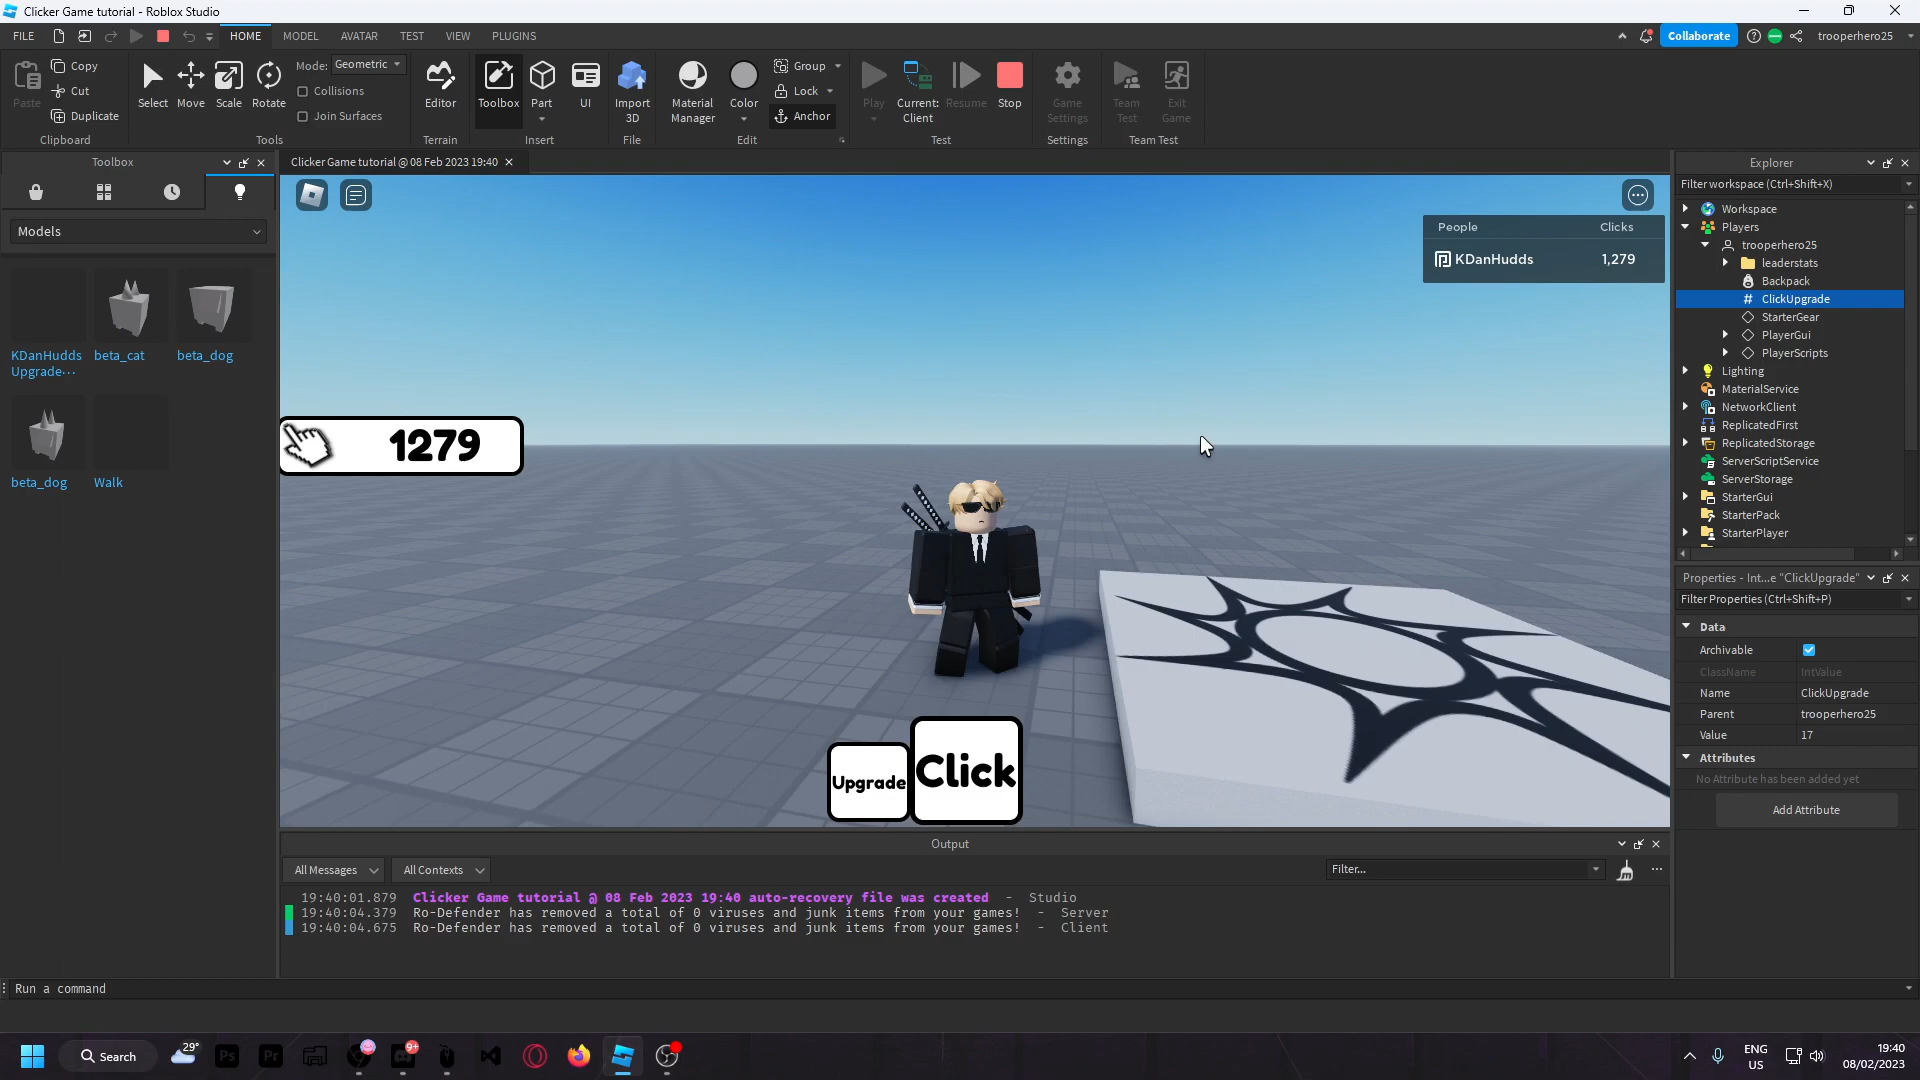 Clicker Game tutorial - Roblox Studio
FILE HOME MODEL AVATAR TEST VIEW PLUGINS
Collaborate trooperhero25
Paste Copy Cut Duplicate
Clipboard
Select Move Scale Rotate
Mode: Geometric
Collisions
Join Surfaces
Tools
Editor
Terrain
Toolbox Part UI
Insert
Import 3D
File
Material Manager Color
Group
Lock
Anchor
Edit
Play Current: Client Resume Stop
Test
Game Settings
Settings
Team Test Exit Game
Team Test
Toolbox
Models
KDanHudds Upgrade... beta_cat beta_dog
beta_dog Walk
Clicker Game tutorial @ 08 Feb 2023 19:40
People Clicks
KDanHudds 1,279
1279
Upgrade Click
Output
All Messages All Contexts Filter...
19:40:01.879 Clicker Game tutorial @ 08 Feb 2023 19:40 auto-recovery file was created - Studio
19:40:04.379 Ro-Defender has removed a total of 0 viruses and junk items from your games! - Server
19:40:04.675 Ro-Defender has removed a total of 0 viruses and junk items from your games! - Client
Run a command
Explorer
Filter workspace (Ctrl+Shift+X)
Workspace
Players
trooperhero25
leaderstats
Backpack
ClickUpgrade
StarterGear
PlayerGui
PlayerScripts
Lighting
MaterialService
NetworkClient
ReplicatedFirst
ReplicatedStorage
ServerScriptService
ServerStorage
StarterGui
StarterPack
StarterPlayer
Properties - Int...e "ClickUpgrade"
Filter Properties (Ctrl+Shift+P)
Data
Archivable
ClassName IntValue
Name ClickUpgrade
Parent trooperhero25
Value 17
Attributes
No Attribute has been added yet
Add Attribute
29° Search Ps Pr 9+
ENG US
19:40
08/02/2023